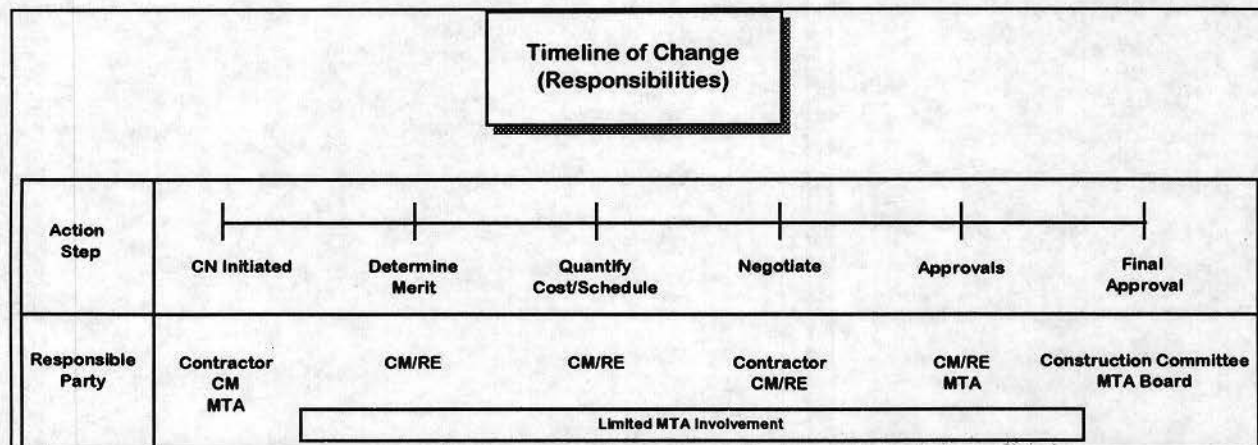 Timeline of Change
(Responsibilities)
Action
Step
CN Initiated
Determine
Merit
Quantify
Cost/Schedule
Negotiate
Approvals
Final
Approval
Responsible
Party
Contractor
CM
MTA
CM/RE
CM/RE
Contractor
CM/RE
CM/RE
MTA
Construction Committee
MTA Board
Limited MTA Involvement